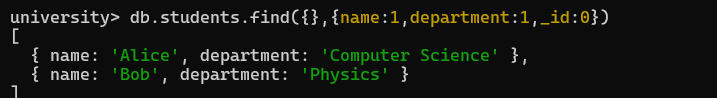 university> db.students.find({},{name:1,department:1,_id:0})
[
  { name: 'Alice', department: 'Computer Science' },
  { name: 'Bob', department: 'Physics' }
]